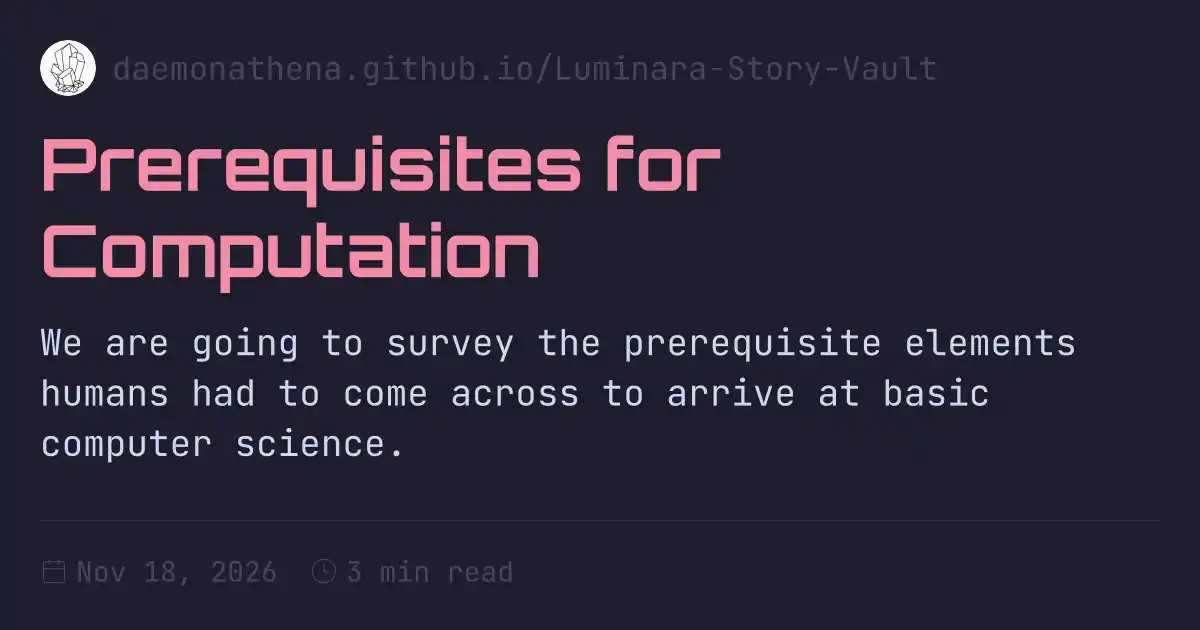 daemonathena.github.io/Luminara-Story-Vault
Prerequisites for
Computation
We are going to survey the prerequisite elements
humans had to come across to arrive at basic
computer science.
Nov 18, 2026 3 min read